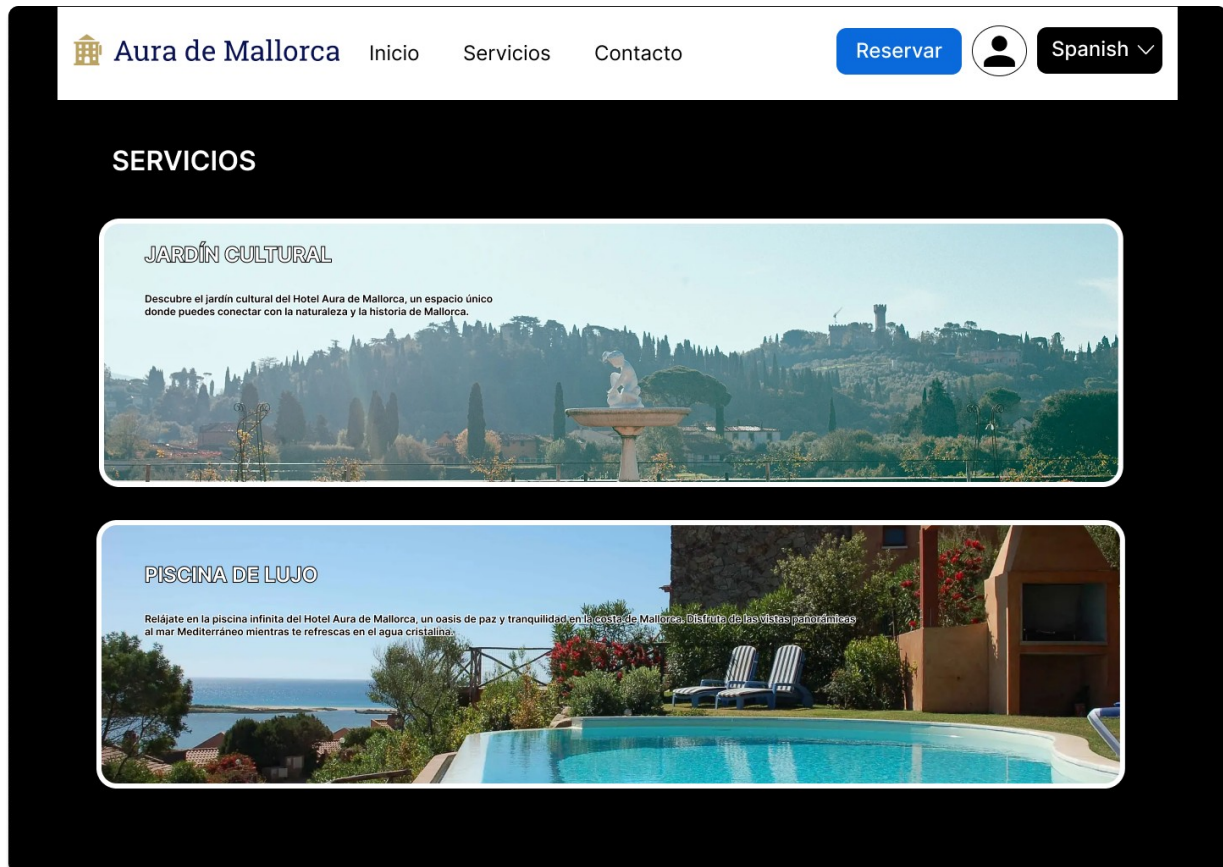 Aura de Mallorca
Inicio
Servicios
Contacto
Reservar
Spanish
SERVICIOS
JARDÍN CULTURAL
Descubre el jardín cultural del Hotel Aura de Mallorca, un espacio único
donde puedes conectar con la naturaleza y la historia de Mallorca.
PISCINA DE LUJO
Relájate en la piscina infinita del Hotel Aura de Mallorca, un oasis de paz y tranquilidad en la costa de Mallorca. Disfruta de las vistas panorámicas
al mar Mediterráneo mientras te refrescas en el agua cristalina.